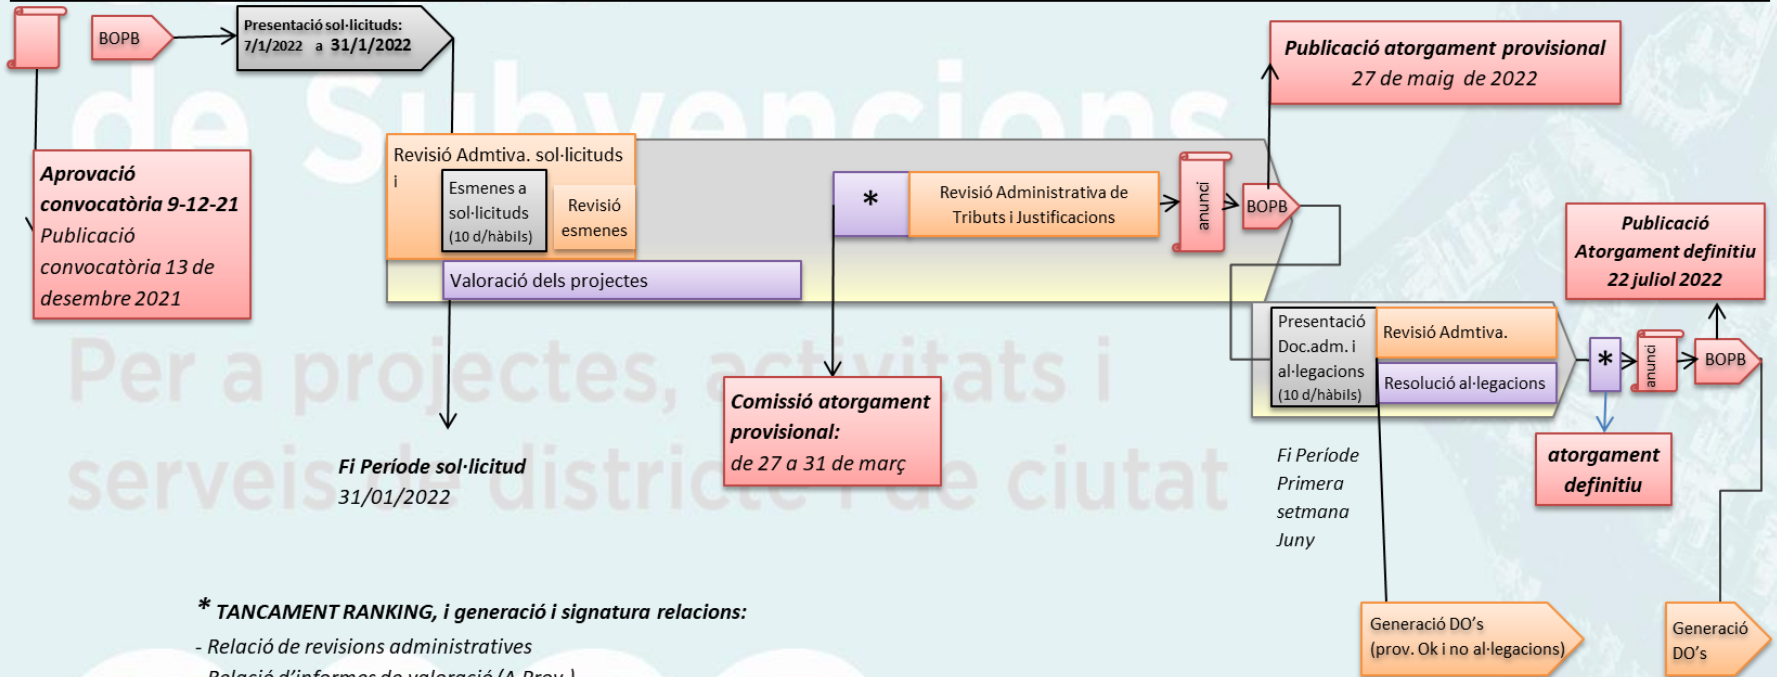 BOPB
Presentació sol·licituds:
7/1/2022 a 31/1/2022
Aprovació
convocatòria 9-12-21
Publicació
convocatòria 13 de
desembre 2021
de Subvencions
Per a projectes, activitats i
serveis de districte i de ciutat
Revisió Admtiva. sol·licituds
i
Esmenes a
sol·licituds
(10 d/hàbils)
Revisió
esmenes
Valoració dels projectes
Fi Període sol·licitud
31/01/2022
*
Revisió Administrativa de
Tributs i Justificacions
anunci
BOPB
Publicació atorgament provisional
27 de maig de 2022
Comissió atorgament
provisional:
de 27 a 31 de març
Presentació
Doc.adm. i
al·legacions
(10 d/hàbils)
Revisió Admtiva.
Resolució al·legacions
*
anunci
BOPB
Publicació
Atorgament definitiu
22 juliol 2022
atorgament
definitiu
Fi Període
Primera
setmana
Juny
Generació DO's
(prov. Ok i no al·legacions)
Generació
DO's
* TANCAMENT RANKING, i generació i signatura relacions:
- Relació de revisions administratives
- Relació d'informes de valoració (A.Prov.)